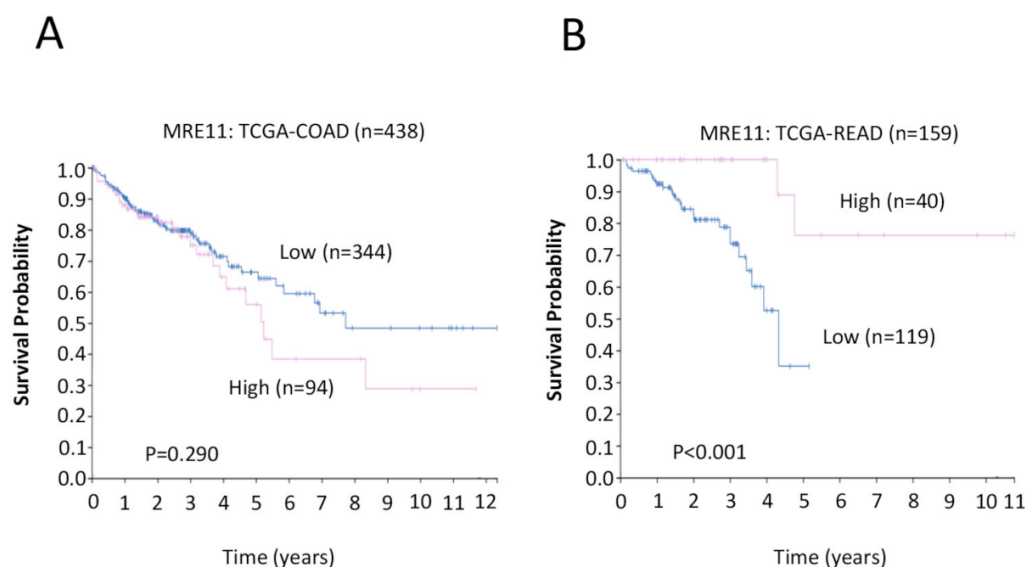 A
MRE11: TCGA-COAD (n=438)
Survival Probability
1.0
0.9
0.8
0.7
0.6
0.5
0.4
0.3
0.2
0.1
0.0
Low (n=344)
High (n=94)
P=0.290
0 1 2 3 4 5 6 7 8 9 10 11 12
Time (years)
B
MRE11: TCGA-READ (n=159)
Survival Probability
1.0
0.9
0.8
0.7
0.6
0.5
0.4
0.3
0.2
0.1
0.0
High (n=40)
Low (n=119)
P<0.001
0 1 2 3 4 5 6 7 8 9 10 11
Time (years)